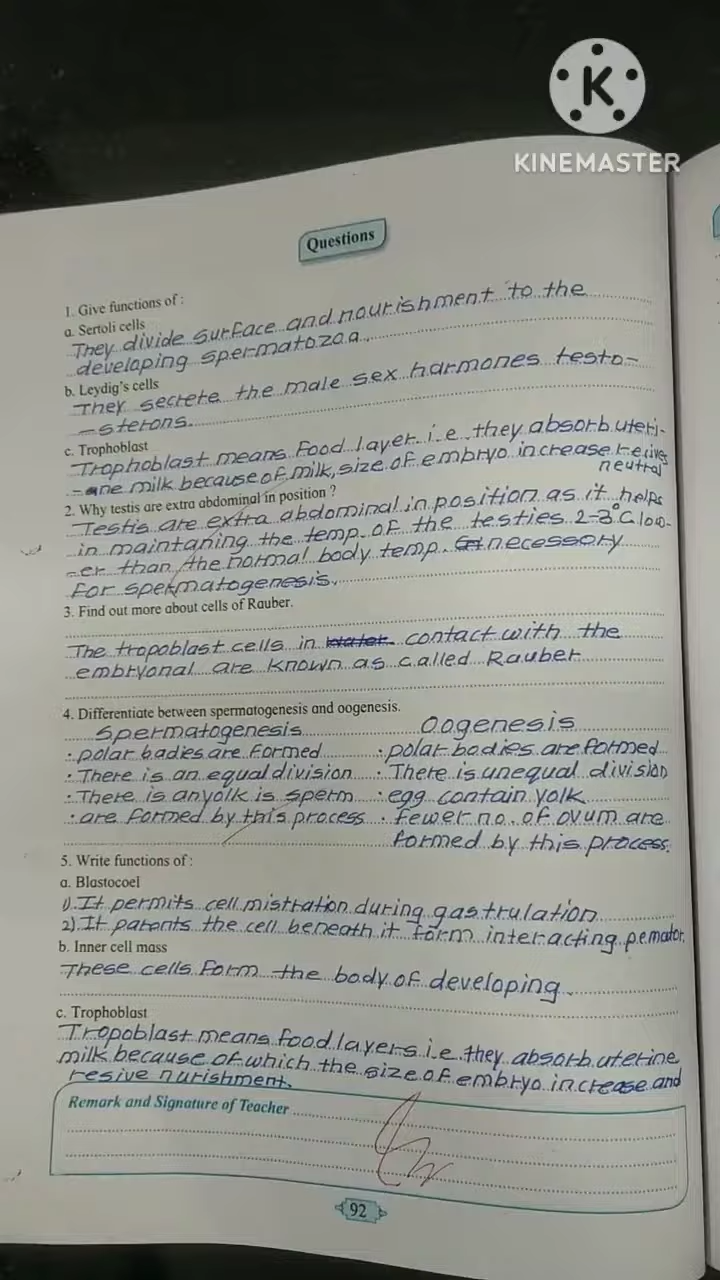 K
KINEMASTER
Questions
1. Give functions of :
a. Sertoli cells
They divide surface and nourishment to the
developing spermatozoa.
b. Leydig's cells
They secrete the male sex harmones testo-
-sterons.
c. Trophoblast
Trophoblast means Food layer i.e. they absorb uteri-
-ane milk because of milk, size of embryo increase
neutral
2. Why testis are extra abdominal in position ?
Testis are extra abdominal in position as it helps
in maintaning the temp. of the testies 2-3°C low-
-er than the normal body temp. necessory
for spermatogenesis.
3. Find out more about cells of Rauber.
The tropoblast cells in contact with the
embryonal are known as called Rauber
4. Differentiate between spermatogenesis and oogenesis.
Spermatogenesis Oogenesis
• polar badies are formed • polar bodies are formed
• There is an equal division • There is unequal division
• There is anyolk is sperm • egg contain yolk
• are formed by this process • fewer no. of ovum are
formed by this process.
5. Write functions of :
a. Blastocoel
1) It permits cell mistration during gastrulation
2) It patents the cell beneath it form interacting
b. Inner cell mass
These cells form the body of developing.
c. Trophoblast
Tropoblast means food layers i.e. they absorb uterine
milk because of which the size of embryo increase and
resive nurishment.
Remark and Signature of Teacher
92